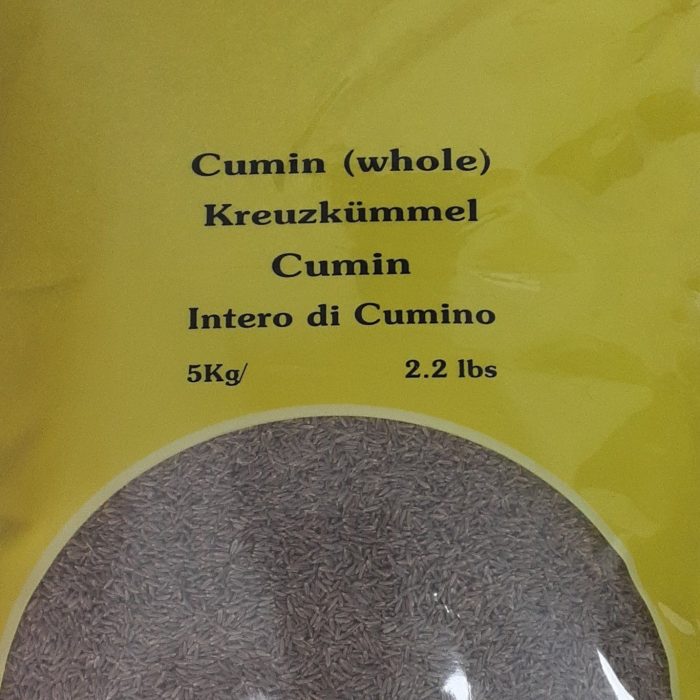 Cumin (whole)
Kreuzkümmel
Cumin
Intero di Cumino
5Kg/ 2.2 lbs